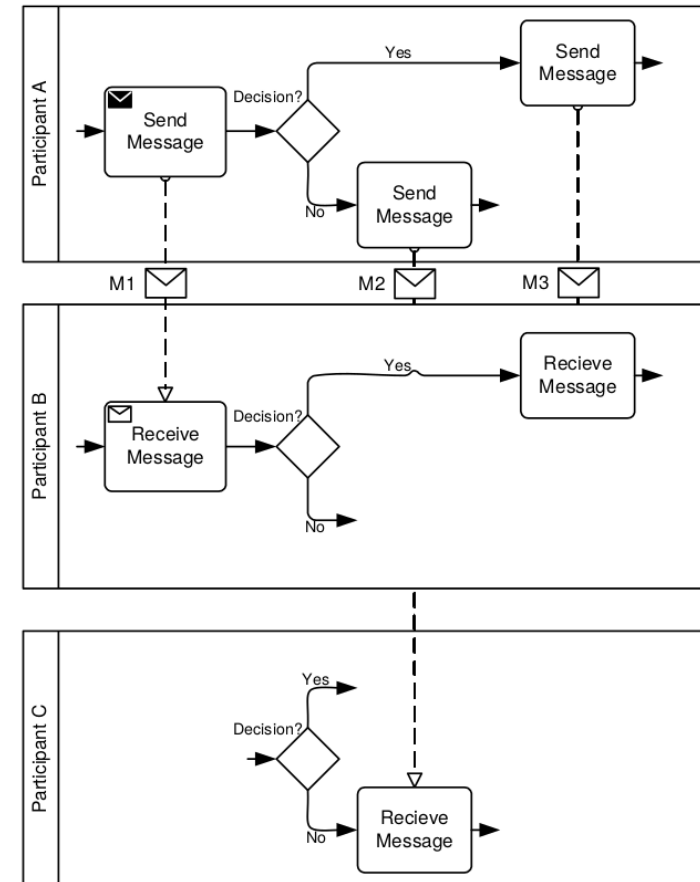 Participant A
Send
Message
Decision?
Yes
No
Send
Message
Send
Message
M1
M2
M3
Participant B
Receive
Message
Decision?
Yes
No
Recieve
Message
Participant C
Decision?
Yes
No
Recieve
Message